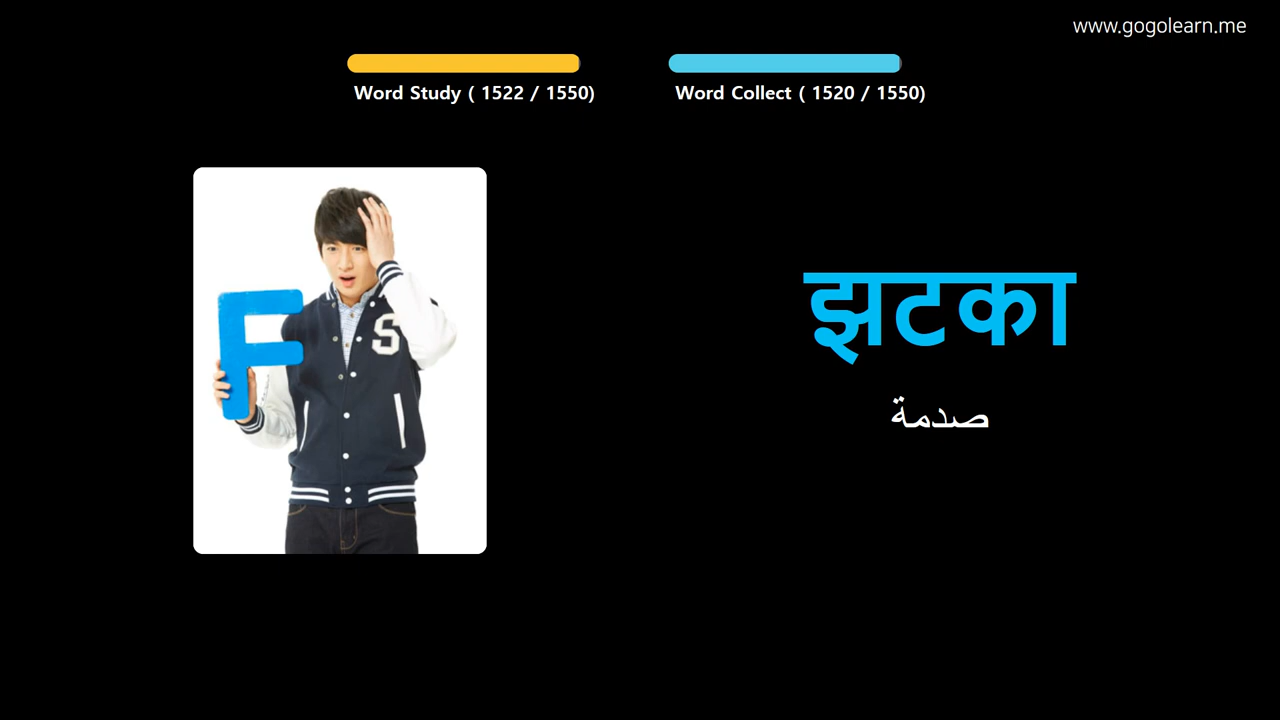 www.gogolearn.me
Word Study ( 1522 / 1550)
Word Collect ( 1520 / 1550)
F
S
झटका
صدمة